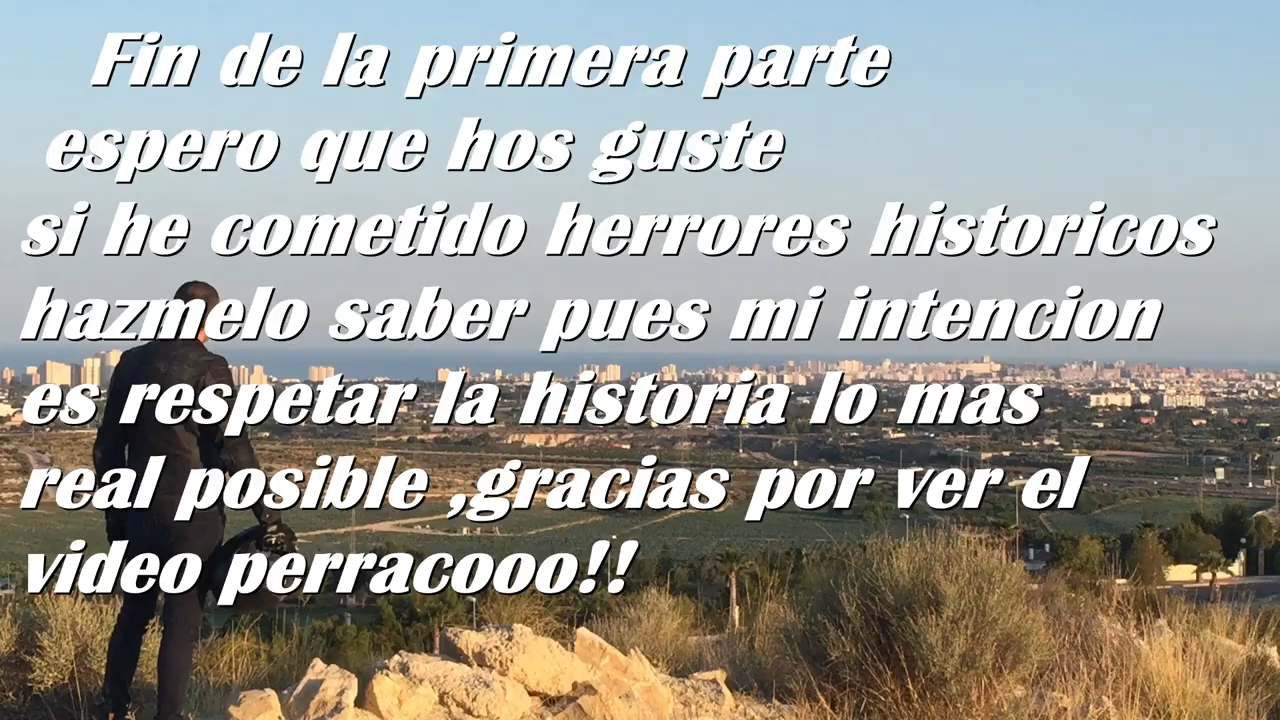 Fin de la primera parte
espero que hos guste
si he cometido herrores historicos
hazmelo saber pues mi intencion
es respetar la historia lo mas
real posible ,gracias por ver el
video perracooo!!